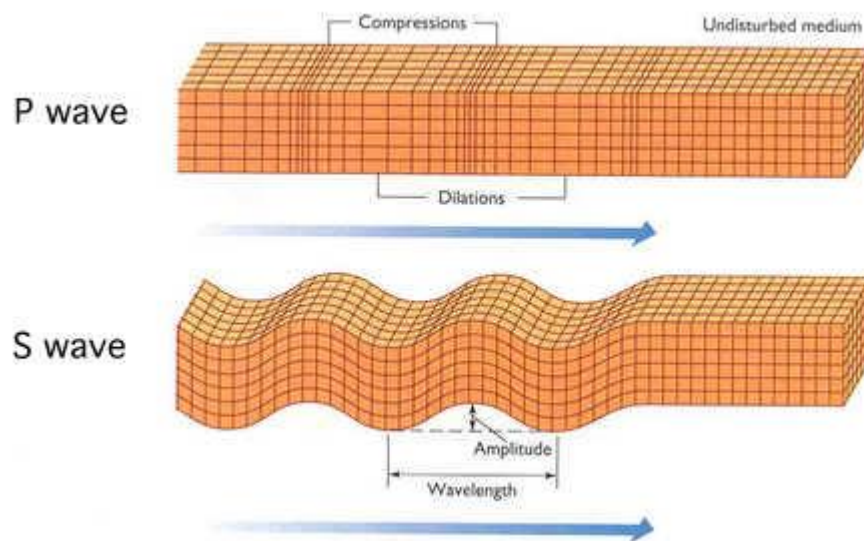 Compressions
Undisturbed medium
P wave
Dilations
S wave
Amplitude
Wavelength